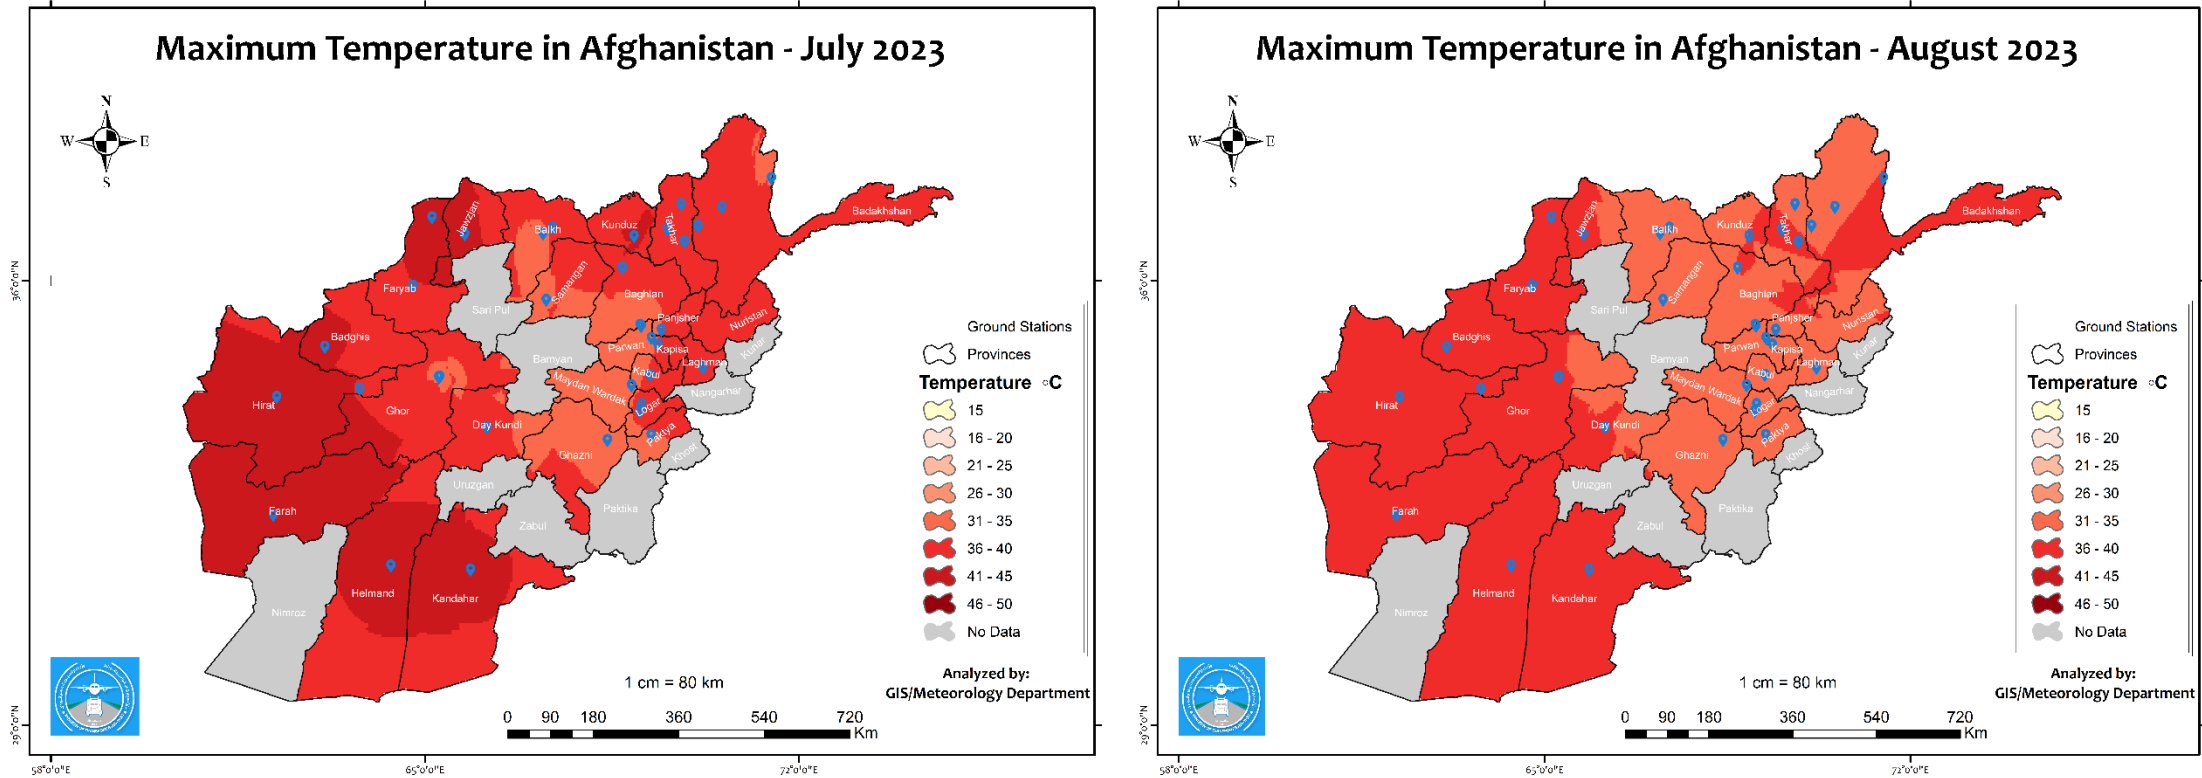 Maximum Temperature in Afghanistan - July 2023
N
W
E
S
36°0'0"N
29°0'0"N
58°0'0"E
65°0'0"E
72°0'0"E
Badakhshan
Jawzjan
Balkh
Kunduz
Takhar
Faryab
Sari Pul
Samangan
Baghlan
Panjsher
Nuristan
Badghis
Bamyan
Parwan
Kapisa
Laghman
Kunar
Kabul
Maydan Wardak
Nangarhar
Hirat
Ghor
Day Kundi
Logar
Paktya
Khost
Ghazni
Uruzgan
Farah
Zabul
Paktika
Nimroz
Helmand
Kandahar
Ground Stations
Provinces
Temperature °C
15
16 - 20
21 - 25
26 - 30
31 - 35
36 - 40
41 - 45
46 - 50
No Data
Analyzed by:
GIS/Meteorology Department
1 cm = 80 km
0 90 180 360 540 720
Km
Maximum Temperature in Afghanistan - August 2023
N
W
E
S
36°0'0"N
29°0'0"N
58°0'0"E
65°0'0"E
72°0'0"E
Badakhshan
Jawzjan
Balkh
Kunduz
Takhar
Faryab
Sari Pul
Samangan
Baghlan
Panjsher
Nuristan
Badghis
Bamyan
Parwan
Kapisa
Laghman
Kunar
Kabul
Maydan Wardak
Nangarhar
Hirat
Ghor
Day Kundi
Logar
Paktya
Khost
Ghazni
Uruzgan
Farah
Zabul
Paktika
Nimroz
Helmand
Kandahar
Ground Stations
Provinces
Temperature °C
15
16 - 20
21 - 25
26 - 30
31 - 35
36 - 40
41 - 45
46 - 50
No Data
Analyzed by:
GIS/Meteorology Department
1 cm = 80 km
0 90 180 360 540 720
Km